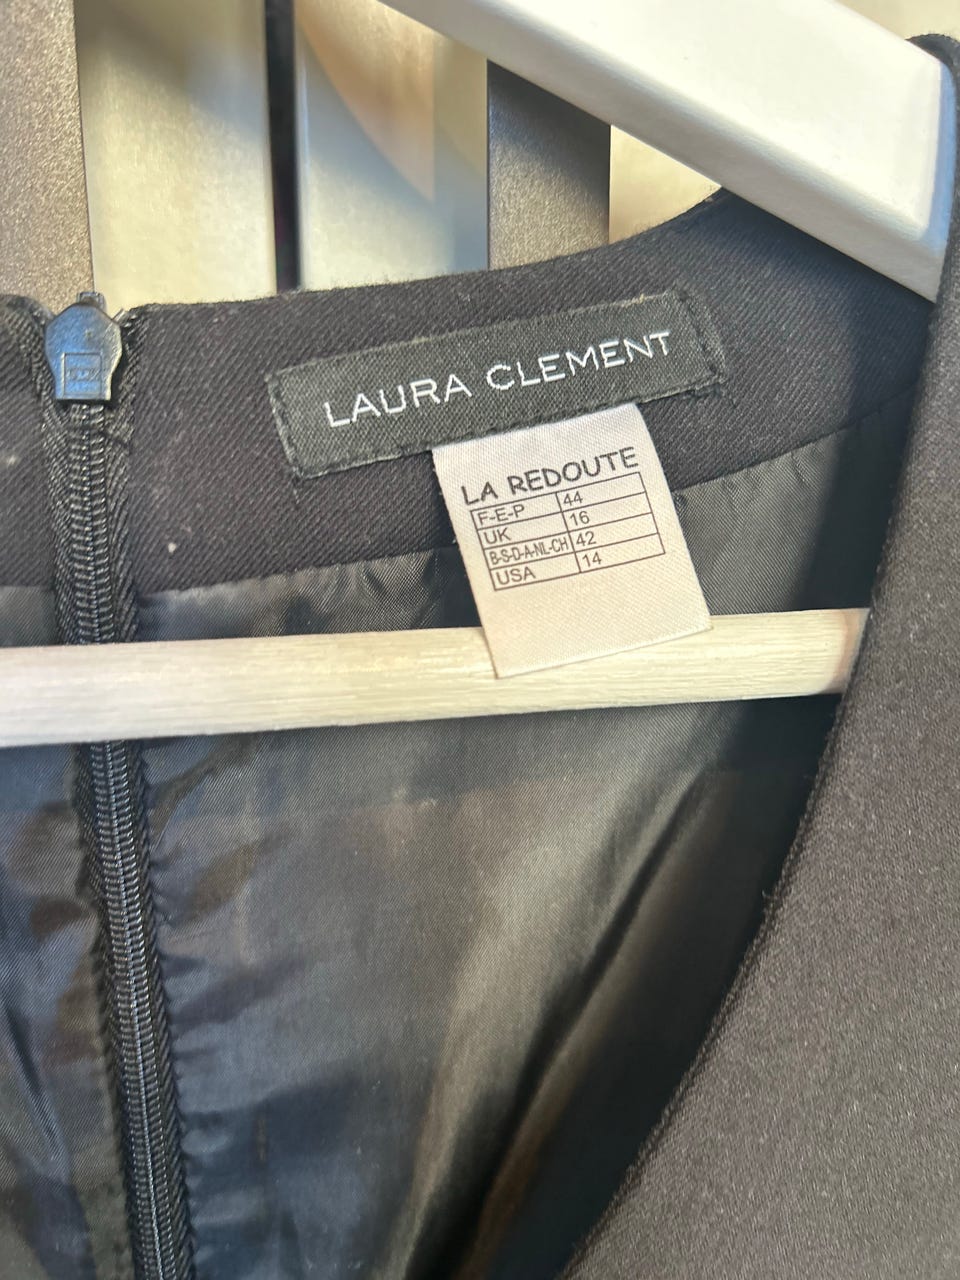 LAURA CLEMENT
LA REDOUTE
F-E-P 44
UK 16
B-S-D-A-NL-CH 42
USA 14